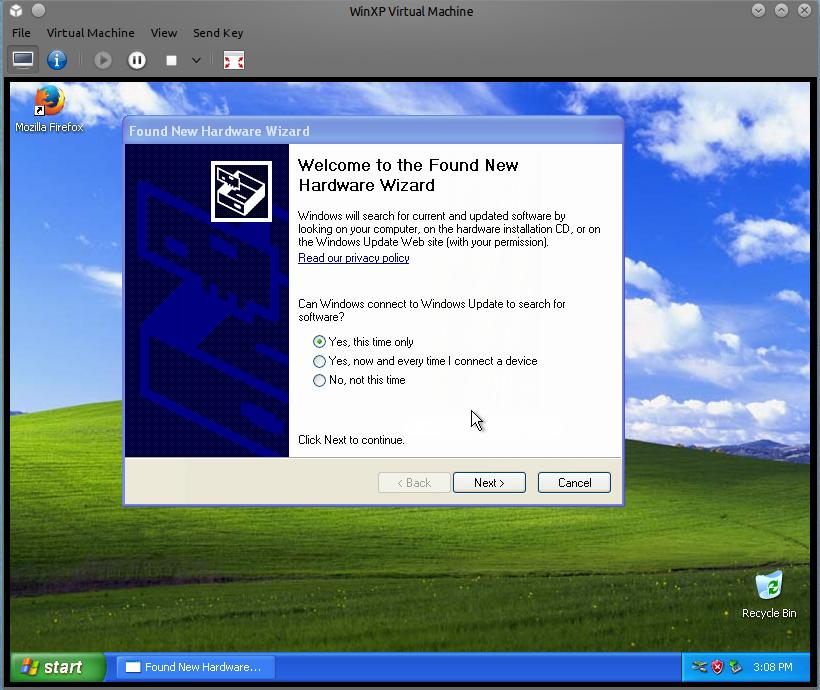 WinXP Virtual Machine
File Virtual Machine View Send Key
Mozilla Firefox
Found New Hardware Wizard
Welcome to the Found New
Hardware Wizard
Windows will search for current and updated software by
looking on your computer, on the hardware installation CD, or on
the Windows Update Web site (with your permission).
Read our privacy policy
Can Windows connect to Windows Update to search for
software?
Yes, this time only
Yes, now and every time I connect a device
No, not this time
Click Next to continue.
< Back Next > Cancel
Recycle Bin
start Found New Hardware... 3:08 PM